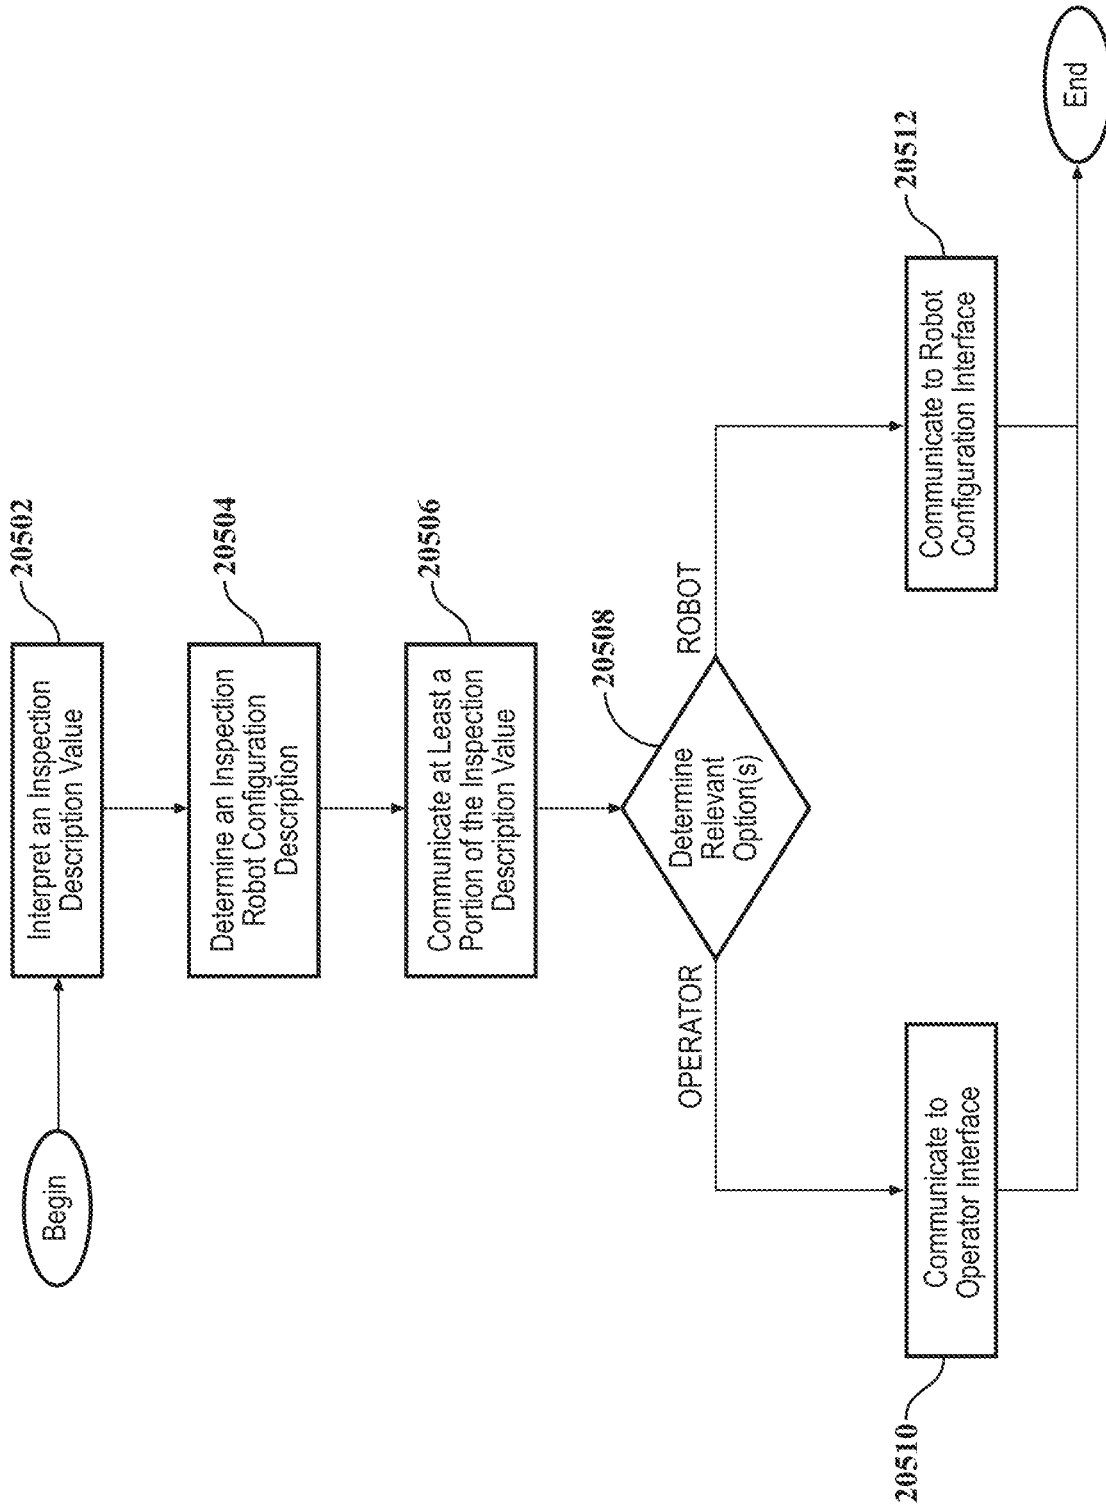 Begin
Interpret an Inspection
Description Value
20502
Determine an Inspection
Robot Configuration
Description
20504
Communicate at Least a
Portion of the Inspection
Description Value
20506
Determine
Relevant
Option(s)
20508
OPERATOR
ROBOT
Communicate to
Operator Interface
20510
Communicate to Robot
Configuration Interface
20512
End